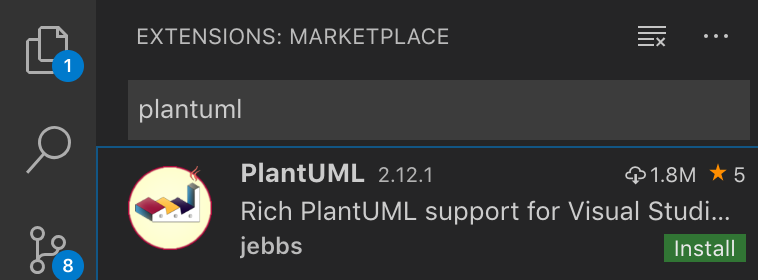 EXTENSIONS: MARKETPLACE
1
plantuml
PlantUML 2.12.1 1.8M 5
Rich PlantUML support for Visual Studi...
jebbs Install
8